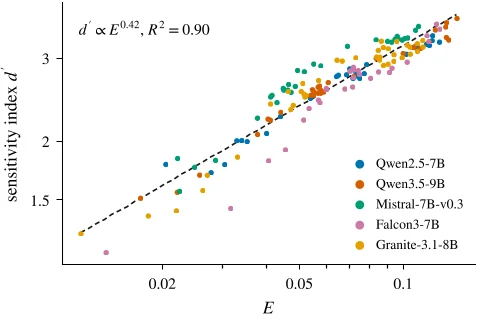 d′ ∝ E^0.42, R² = 0.90
sensitivity index d′
3
2
1.5
Qwen2.5-7B
Qwen3.5-9B
Mistral-7B-v0.3
Falcon3-7B
Granite-3.1-8B
0.02
0.05
0.1
E